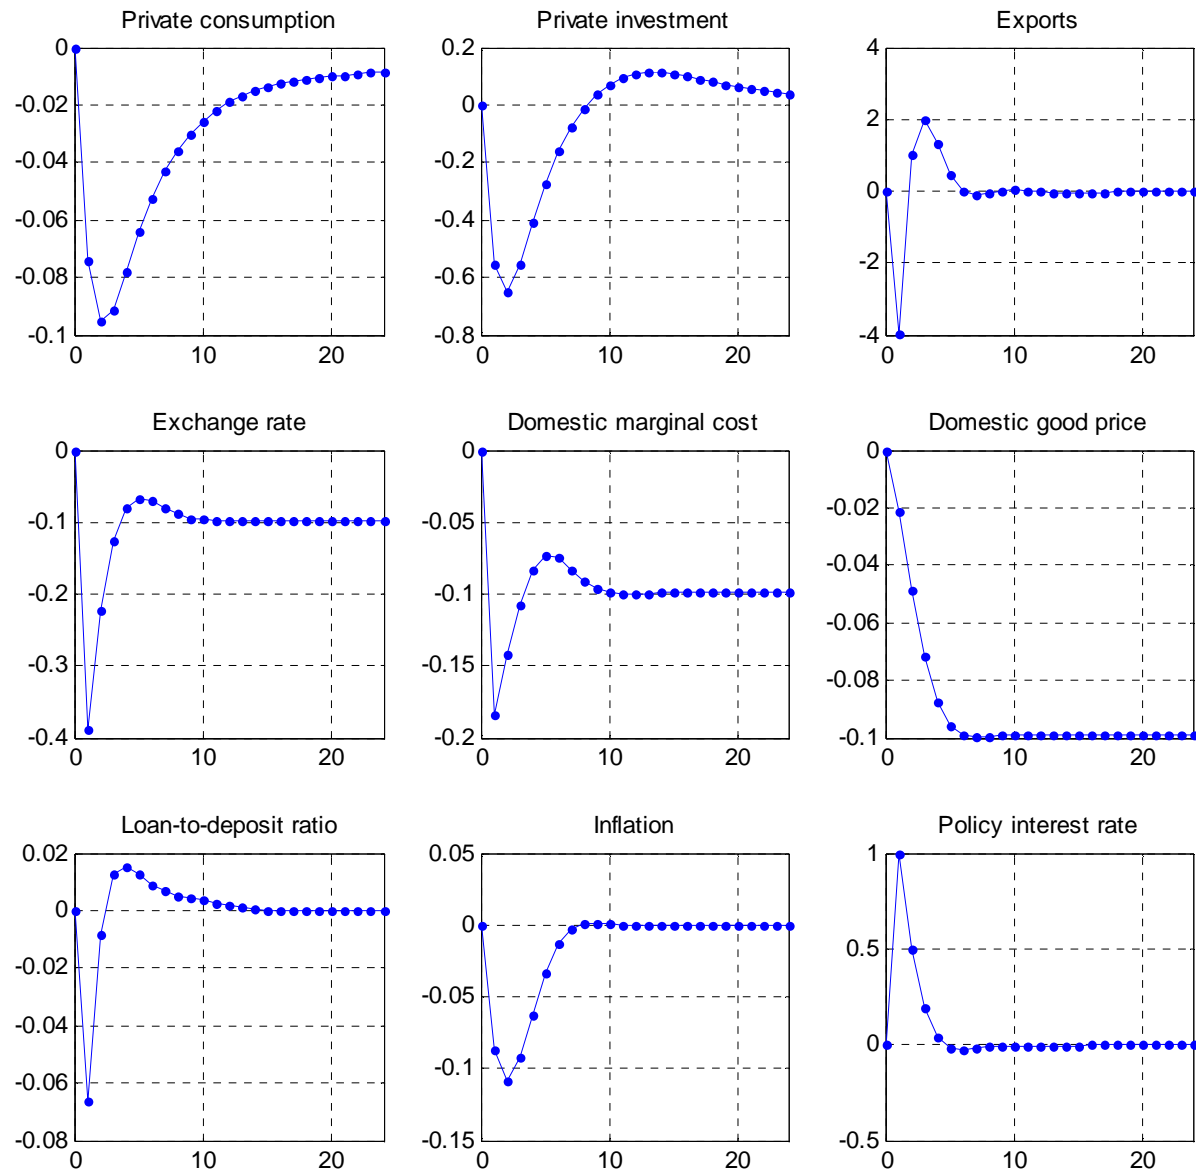 Private consumption
0
-0.02
-0.04
-0.06
-0.08
-0.1
0 10 20
Private investment
0.2
0
-0.2
-0.4
-0.6
-0.8
0 10 20
Exports
4
2
0
-2
-4
0 10 20
Exchange rate
0
-0.1
-0.2
-0.3
-0.4
0 10 20
Domestic marginal cost
0
-0.05
-0.1
-0.15
-0.2
0 10 20
Domestic good price
0
-0.02
-0.04
-0.06
-0.08
-0.1
0 10 20
Loan-to-deposit ratio
0.02
0
-0.02
-0.04
-0.06
-0.08
0 10 20
Inflation
0.05
0
-0.05
-0.1
-0.15
0 10 20
Policy interest rate
1
0.5
0
-0.5
0 10 20